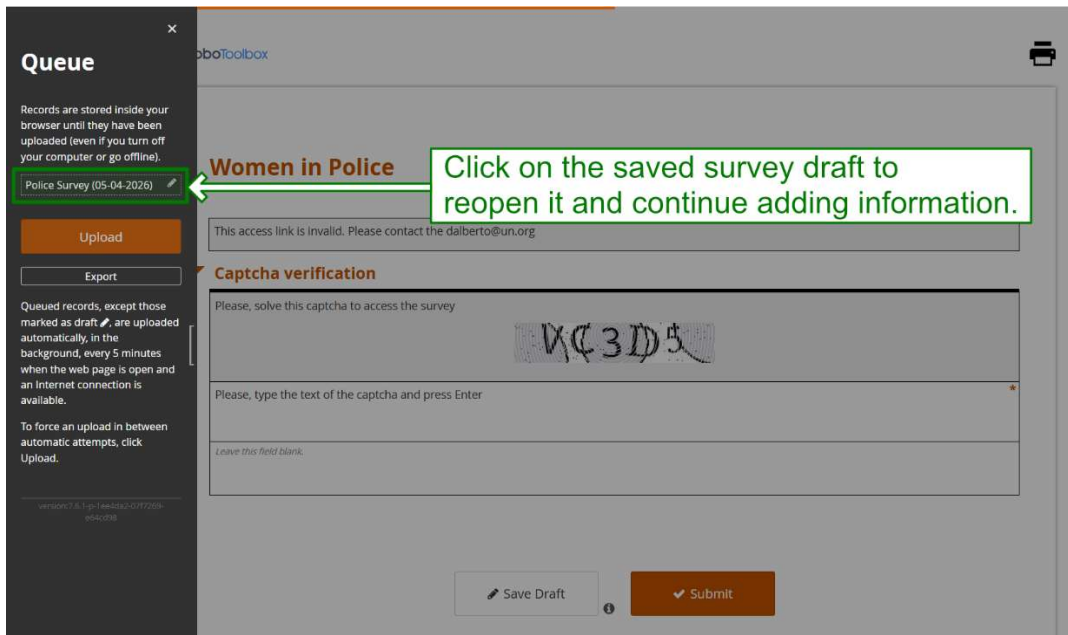 ×
Queue
Records are stored inside your
browser until they have been
uploaded (even if you turn off
your computer or go offline).
Police Survey (05-04-2026)
Upload
Export
Queued records, except those
marked as draft , are uploaded
automatically, in the
background, every 5 minutes
when the web page is open and
an Internet connection is
available.
To force an upload in between
automatic attempts, click
Upload.
boToolbox
Women in Police
Click on the saved survey draft to
reopen it and continue adding information.
This access link is invalid. Please contact the dalberto@un.org
Captcha verification
Please, solve this captcha to access the survey
Please, type the text of the captcha and press Enter
*
Leave this field blank.
Save Draft
Submit